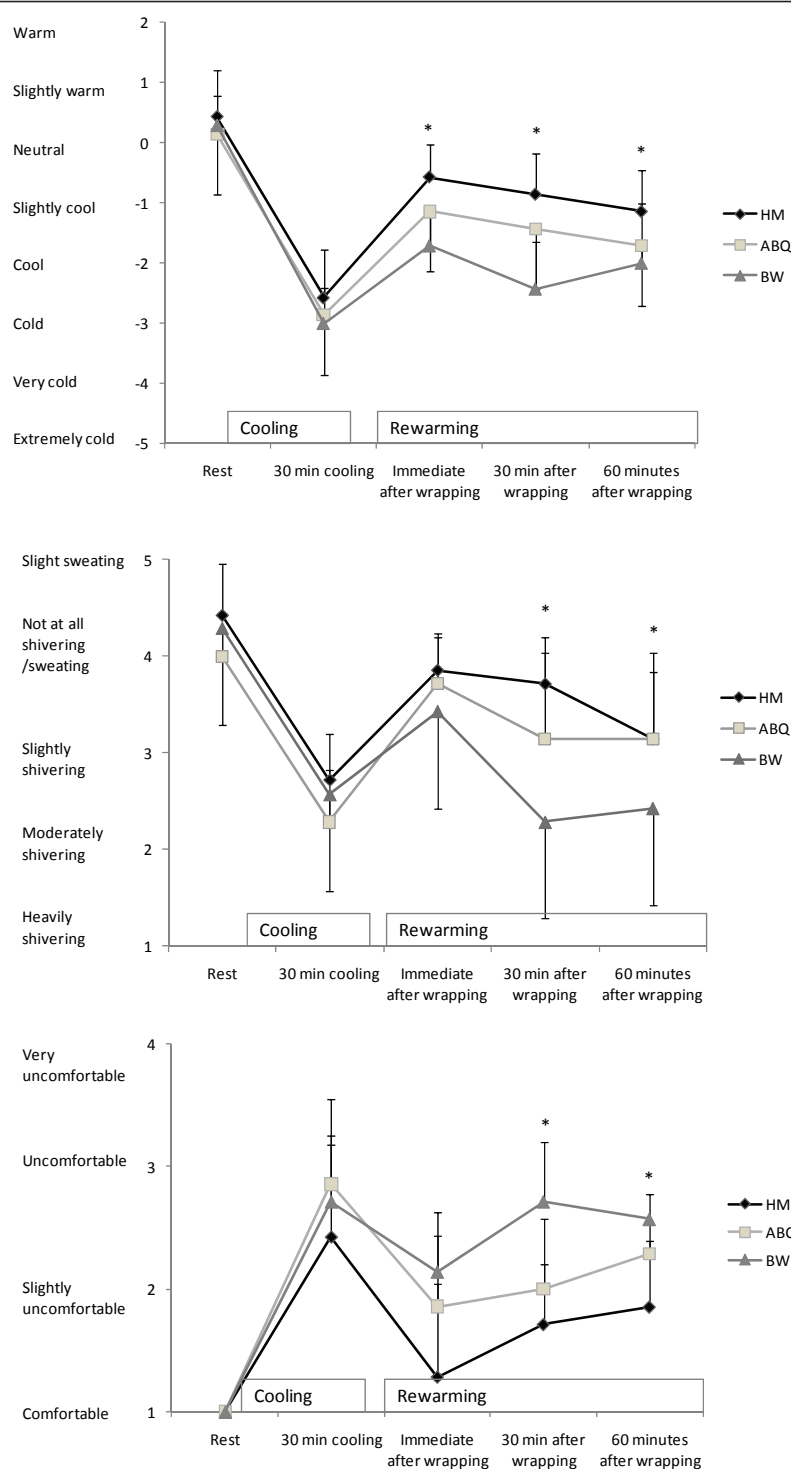 Warm
Slightly warm
Neutral
Slightly cool
Cool
Cold
Very cold
Extremely cold
2
1
0
-1
-2
-3
-4
-5
*
*
*
Cooling
Rewarming
Rest
30 min cooling
Immediate
after wrapping
30 min after
wrapping
60 minutes
after wrapping
HM
ABQ
BW
Slight sweating
Not at all
shivering
/sweating
Slightly
shivering
Moderately
shivering
Heavily
shivering
5
4
3
2
1
*
*
Cooling
Rewarming
Rest
30 min cooling
Immediate
after wrapping
30 min after
wrapping
60 minutes
after wrapping
HM
ABQ
BW
Very
uncomfortable
Uncomfortable
Slightly
uncomfortable
Comfortable
4
3
2
1
*
*
Cooling
Rewarming
Rest
30 min cooling
Immediate
after wrapping
30 min after
wrapping
60 minutes
after wrapping
HM
ABQ
BW